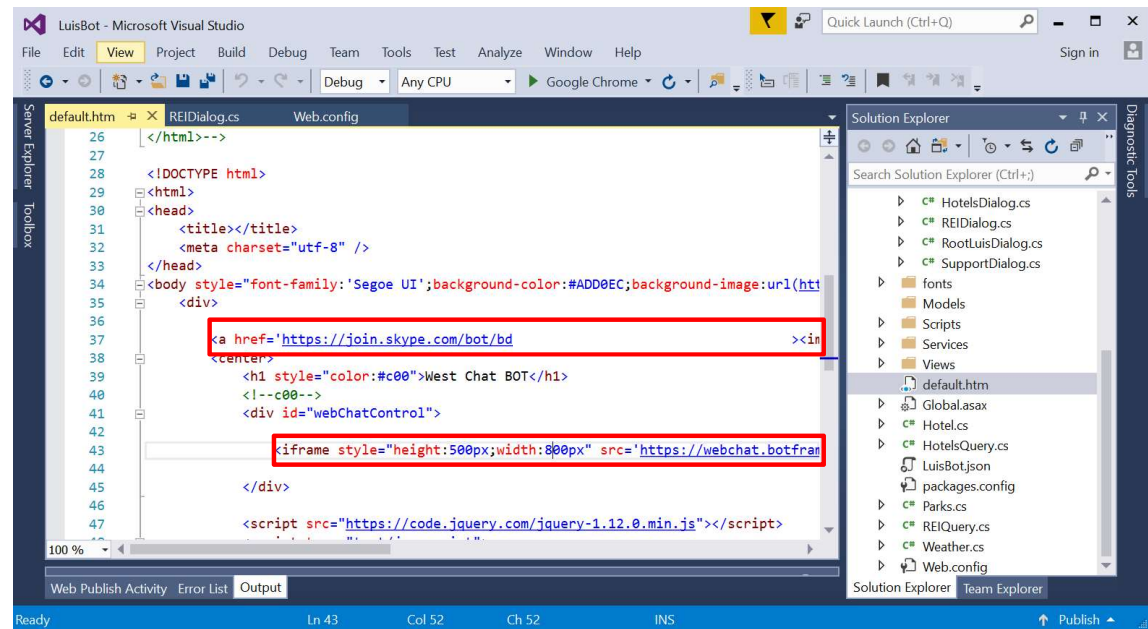 LuisBot - Microsoft Visual Studio
Quick Launch (Ctrl+Q)
File Edit View Project Build Debug Team Tools Test Analyze Window Help
Sign in
Debug Any CPU Google Chrome
Server Explorer
Toolbox
default.htm REIDialog.cs Web.config
26 </html>-->
27
28 <!DOCTYPE html>
29 <html>
30 <head>
31 <title></title>
32 <meta charset="utf-8" />
33 </head>
34 <body style="font-family:'Segoe UI';background-color:#ADD0EC;background-image:url(htt
35 <div>
36
37 <a href='https://join.skype.com/bot/bd ><im
38 <center>
39 <h1 style="color:#c00">West Chat BOT</h1>
40 <!--c00-->
41 <div id="webChatControl">
42
43 <iframe style="height:500px;width:800px" src='https://webchat.botfram
44
45 </div>
46
47 <script src="https://code.jquery.com/jquery-1.12.0.min.js"></script>
100 %
Web Publish Activity Error List Output
Solution Explorer
Search Solution Explorer (Ctrl+;)
C# HotelsDialog.cs
C# REIDialog.cs
C# RootLuisDialog.cs
C# SupportDialog.cs
fonts
Models
Scripts
Services
Views
default.htm
Global.asax
C# Hotel.cs
C# HotelsQuery.cs
LuisBot.json
packages.config
C# Parks.cs
C# REIQuery.cs
C# Weather.cs
Web.config
Solution Explorer Team Explorer
Diagnostic Tools
Ready Ln 43 Col 52 Ch 52 INS Publish